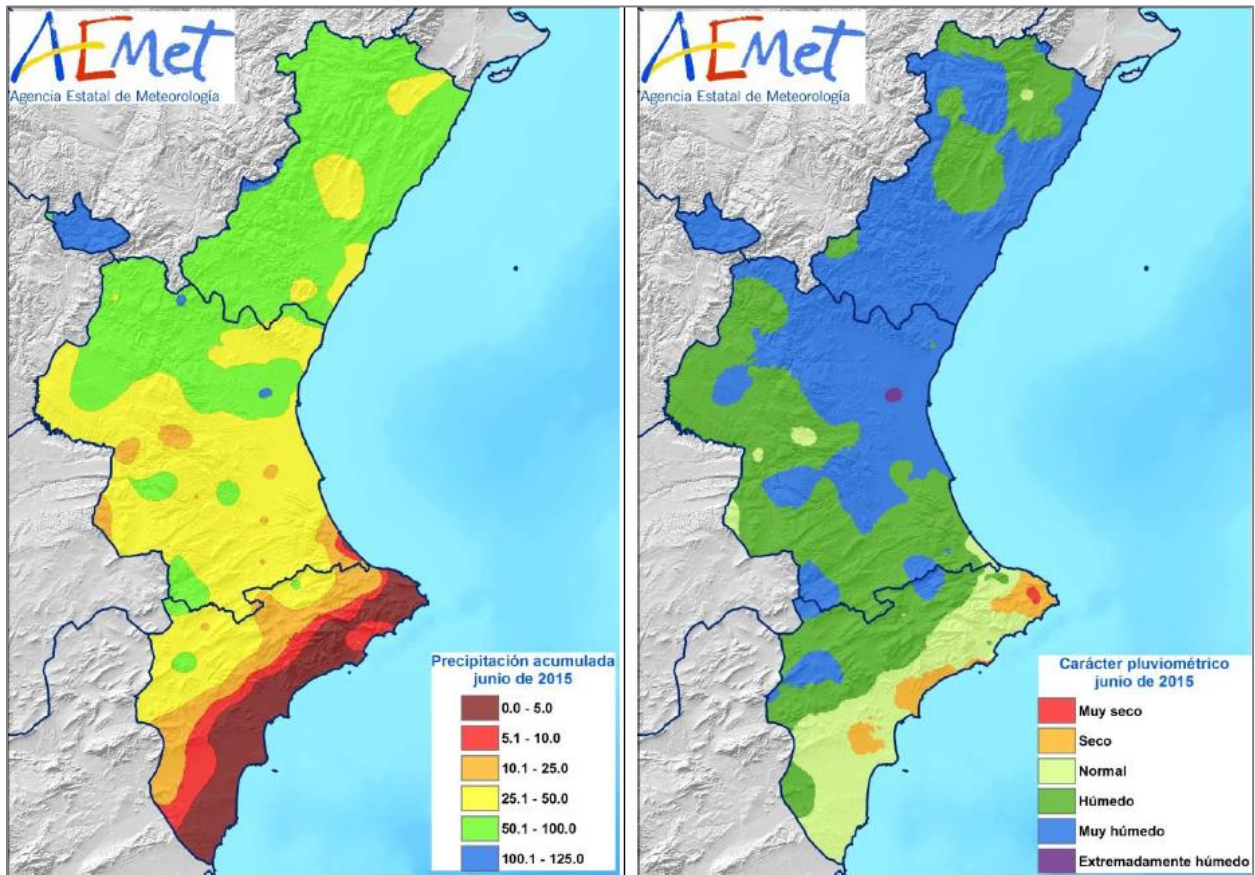 AEMet
Agencia Estatal de Meteorología
Precipitación acumulada
junio de 2015
0.0 - 5.0
5.1 - 10.0
10.1 - 25.0
25.1 - 50.0
50.1 - 100.0
100.1 - 125.0
AEMet
Agencia Estatal de Meteorología
Carácter pluviométrico
junio de 2015
Muy seco
Seco
Normal
Húmedo
Muy húmedo
Extremadamente húmedo